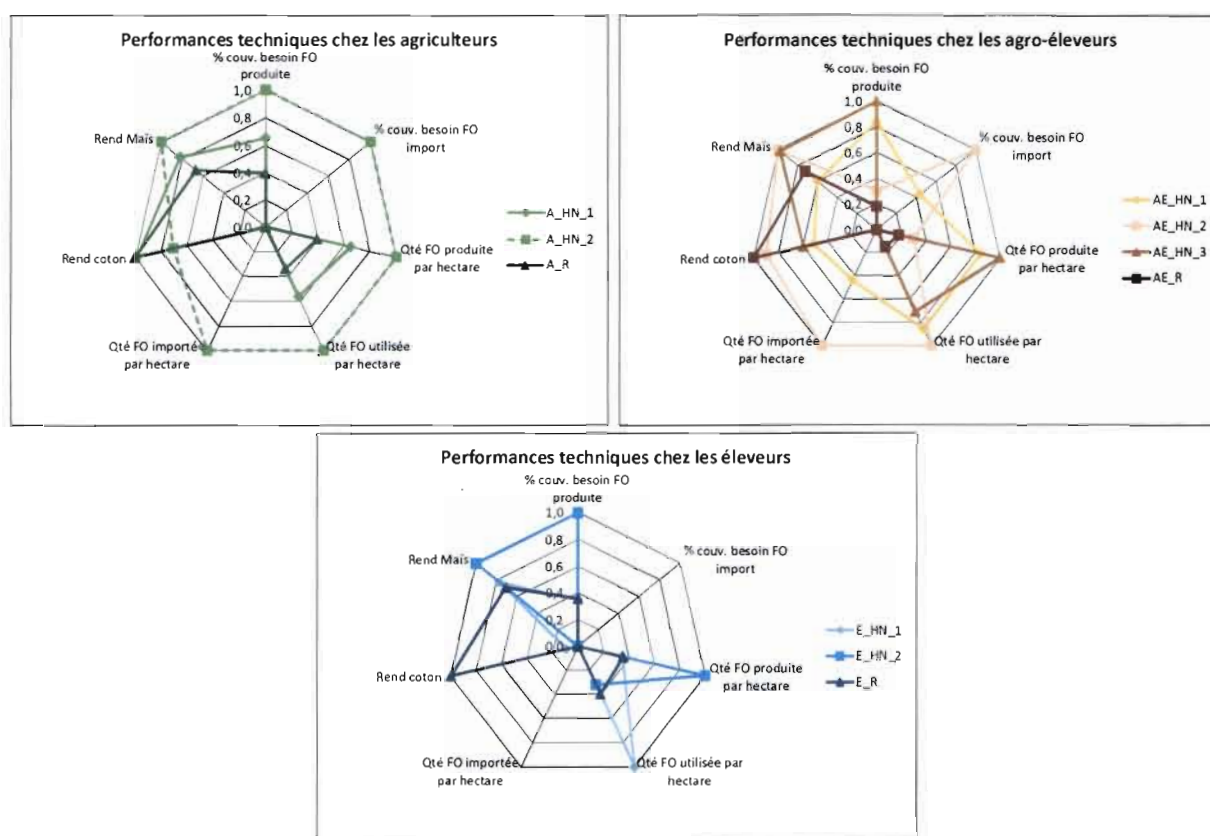 Performances techniques chez les agriculteurs
% couv. besoin FO
produite
1,0
0,8
0,6
0,4
0,2
0,0
% couv. besoin FO
import
Qté FO produite
par hectare
Qté FO utilisée
par hectare
Qté FO importée
par hectare
Rend coton
Rend Maïs
A_HN_1
A_HN_2
A_R
Performances techniques chez les agro-éleveurs
% couv. besoin FO
produite
1,0
0,8
0,6
0,4
0,2
0,0
% couv. besoin FO
import
Qté FO produite
par hectare
Qté FO utilisée par
hectare
Qté FO importée
par hectare
Rend coton
Rend Maïs
AE_HN_1
AE_HN_2
AE_HN_3
AE_R
Performances techniques chez les éleveurs
% couv. besoin FO
produite
1,0
0,8
0,6
0,4
0,2
0,0
% couv. besoin FO
import
Qté FO produite
par hectare
Qté FO utilisée par
hectare
Qté FO importée
par hectare
Rend coton
Rend Maïs
E_HN_1
E_HN_2
E_R